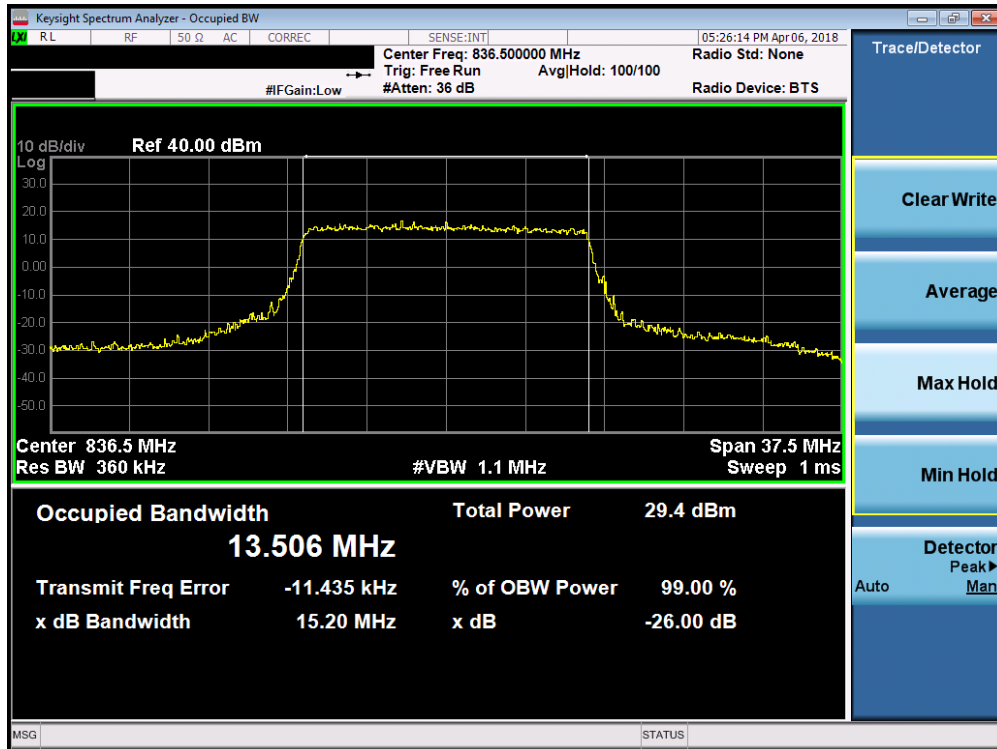 Keysight Spectrum Analyzer - Occupied BW
LXI RL RF 50 Ω AC CORREC SENSE:INT 05:26:14 PM Apr 06, 2018
Center Freq: 836.500000 MHz Radio Std: None
Trig: Free Run Avg|Hold: 100/100
#IFGain:Low #Atten: 36 dB Radio Device: BTS
Trace/Detector
10 dB/div Ref 40.00 dBm
Log
30.0
20.0
10.0
0.00
-10.0
-20.0
-30.0
-40.0
-50.0
Center 836.5 MHz Span 37.5 MHz
Res BW 360 kHz #VBW 1.1 MHz Sweep 1 ms
Occupied Bandwidth Total Power 29.4 dBm
13.506 MHz
Transmit Freq Error -11.435 kHz % of OBW Power 99.00 %
x dB Bandwidth 15.20 MHz x dB -26.00 dB
Clear Write
Average
Max Hold
Min Hold
Detector
Peak▶
Auto Man
MSG STATUS